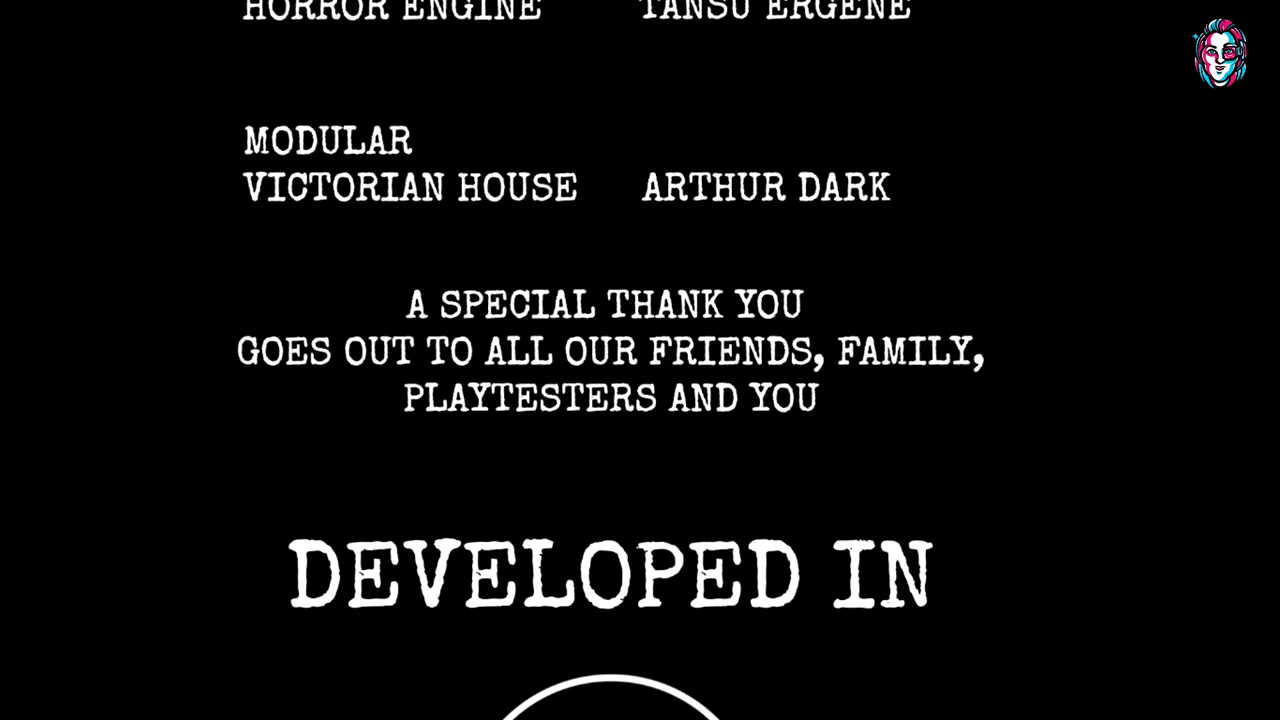 HORROR ENGINE TANSU ERGENE
MODULAR
VICTORIAN HOUSE ARTHUR DARK
A SPECIAL THANK YOU
GOES OUT TO ALL OUR FRIENDS, FAMILY,
PLAYTESTERS AND YOU
DEVELOPED IN